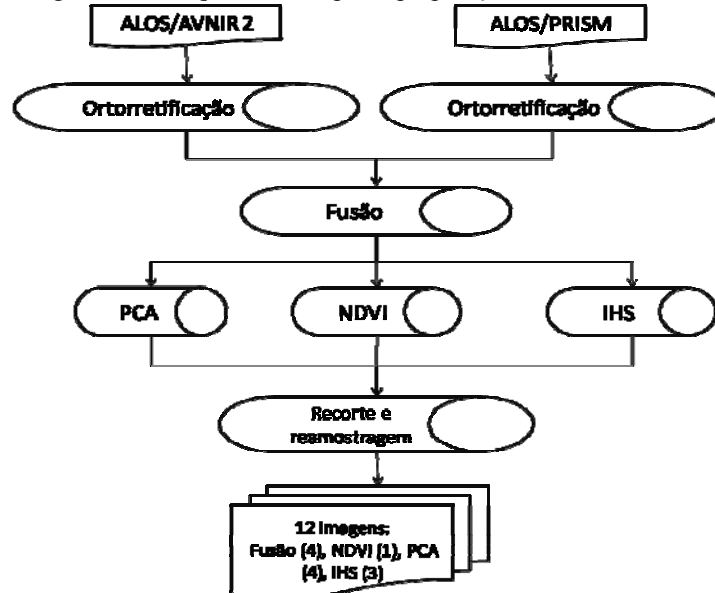 ALOS/AVNIR 2
ALOS/PRISM
Ortorretificação
Ortorretificação
Fusão
PCA
NDVI
IHS
Recorte e
reamostragem
12 Imagens:
Fusão (4), NDVI (1), PCA
(4), IHS (3)